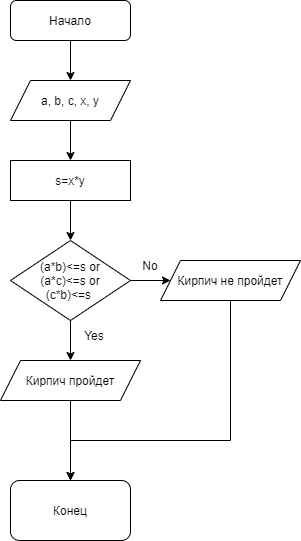 Начало
a, b, c, x, y
s=x*y
(a*b)<=s or
(a*c)<=s or
(c*b)<=s
No
Кирпич не пройдет
Yes
Кирпич пройдет
Конец